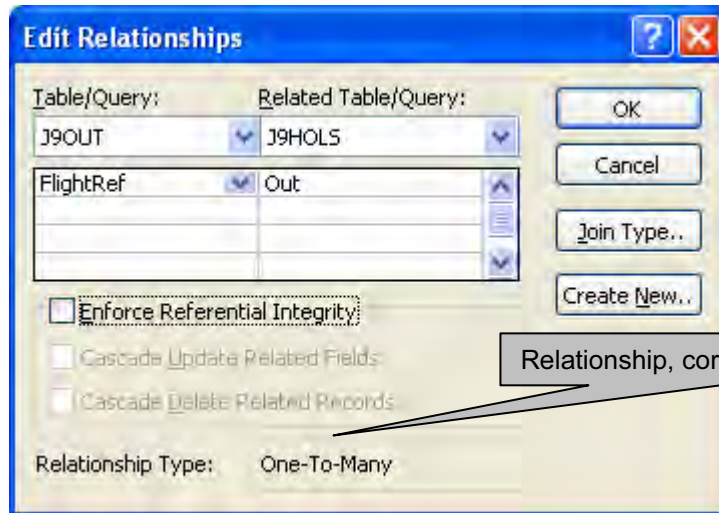 Edit Relationships
Table/Query: Related Table/Query:
J9OUT J9HOLS
FlightRef Out
OK
Cancel
Join Type..
Create New..
Enforce Referential Integrity
Cascade Update Related Fields
Cascade Delete Related Records
Relationship, cor
Relationship Type: One-To-Many